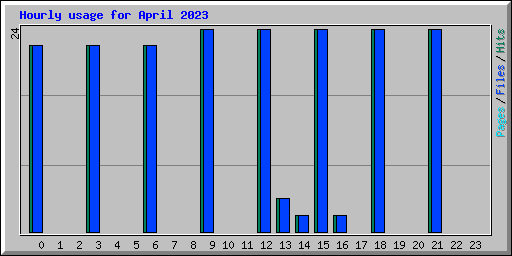 Hourly usage for April 2023
24
Pages/Files/Hits
0 1 2 3 4 5 6 7 8 9 10 11 12 13 14 15 16 17 18 19 20 21 22 23